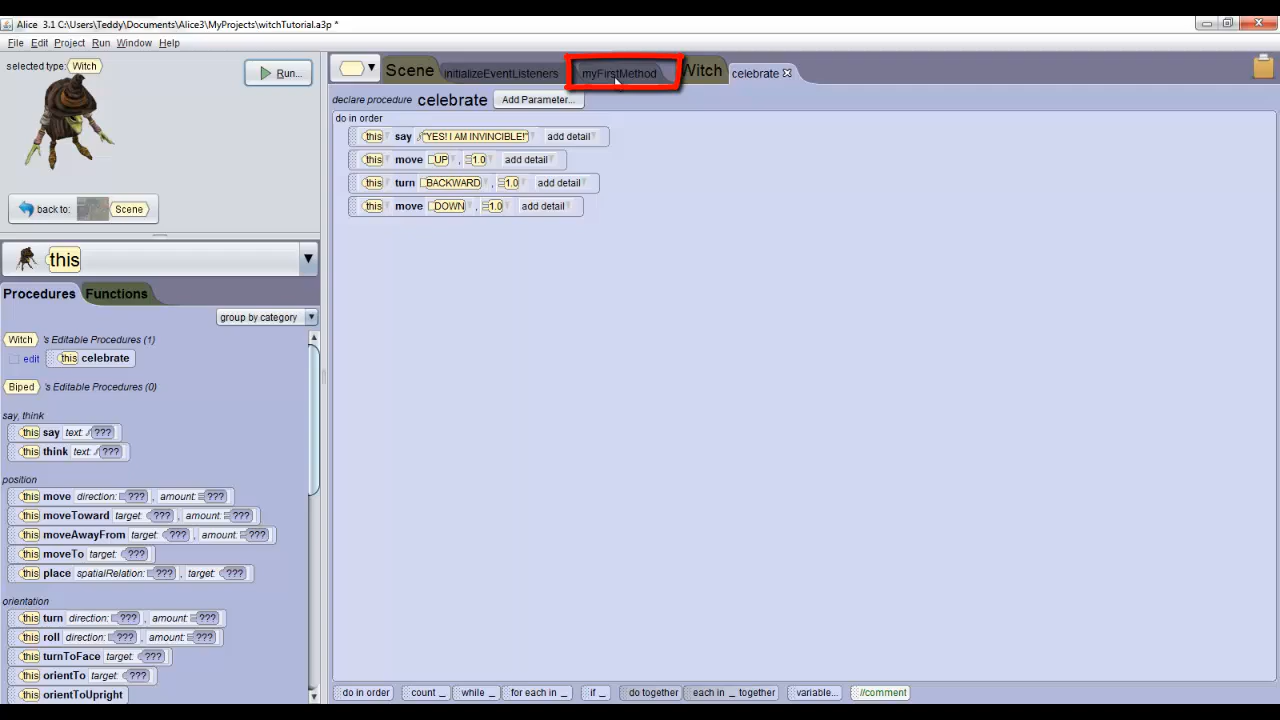 Alice 3.1 C:\Users\Teddy\Documents\Alice3\MyProjects\witchTutorial.a3p *
File Edit Project Run Window Help
selected type: Witch
Run...
back to: Scene
this
Procedures Functions
group by category
Witch 's Editable Procedures (1)
edit this celebrate
Biped 's Editable Procedures (0)
say, think
this say text: ???
this think text: ???
position
this move direction: ??? , amount: ???
this moveToward target: ??? , amount: ???
this moveAwayFrom target: ??? , amount: ???
this moveTo target: ???
this place spatialRelation: ??? , target: ???
orientation
this turn direction: ??? , amount: ???
this roll direction: ??? , amount: ???
this turnToFace target: ???
this orientTo target: ???
this orientToUpright
Scene initializeEventListeners myFirstMethod Witch celebrate
declare procedure celebrate Add Parameter...
do in order
this say "YES! I AM INVINCIBLE!" add detail
this move UP , 1.0 add detail
this turn BACKWARD , 1.0 add detail
this move DOWN , 1.0 add detail
do in order count _ while _ for each in _ if _ do together each in _ together variable... //comment